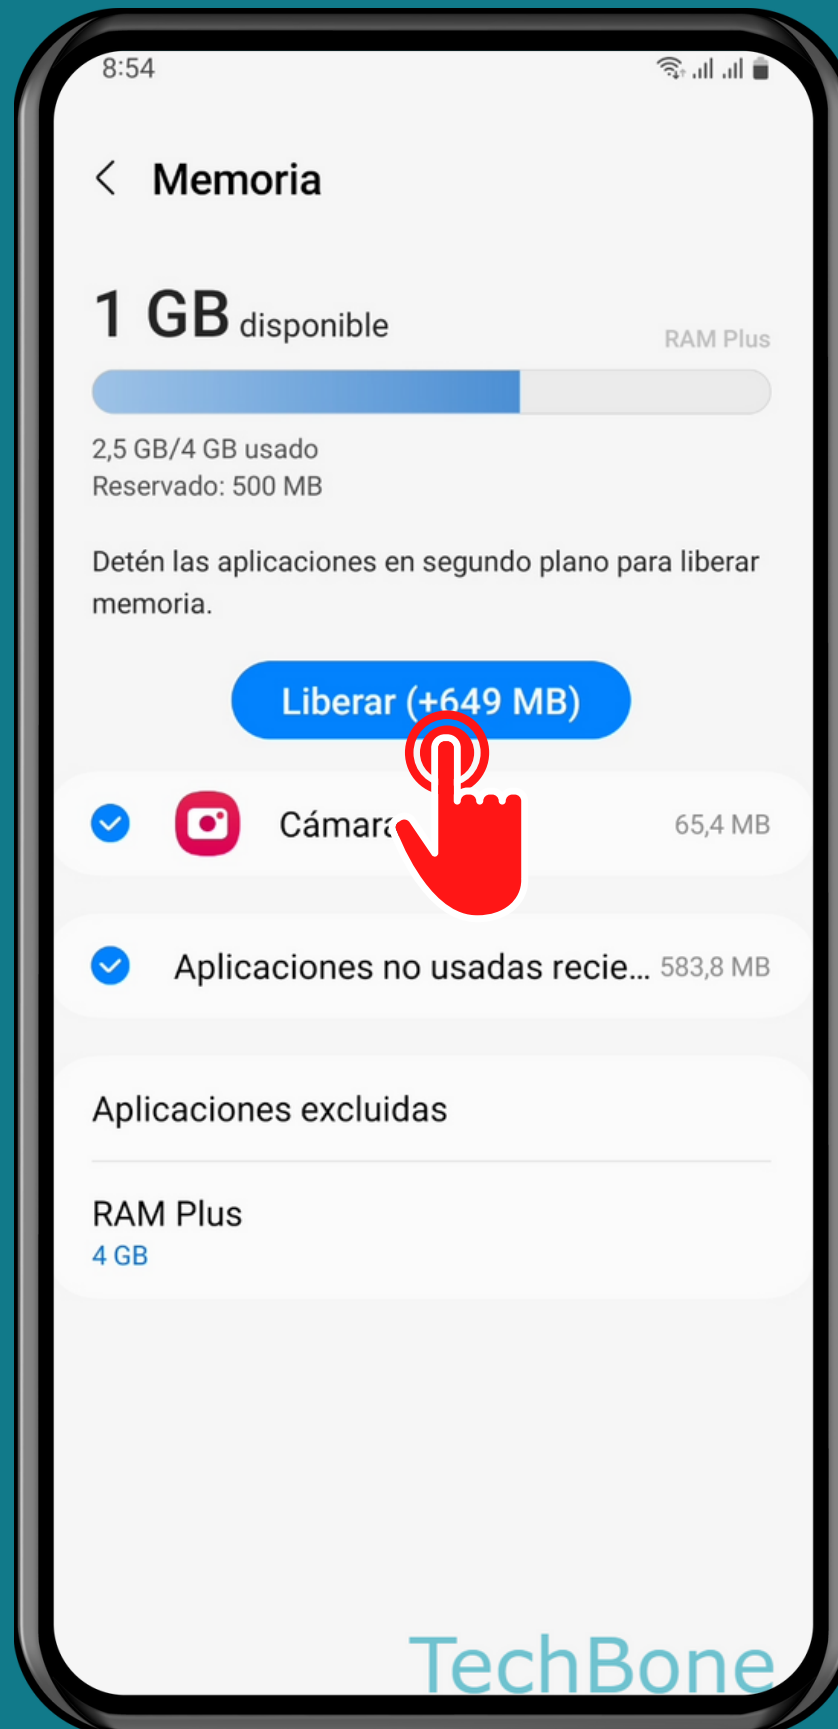 8:54
Memoria
1 GB disponible
RAM Plus
2,5 GB/4 GB usado
Reservado: 500 MB
Detén las aplicaciones en segundo plano para liberar
memoria.
Liberar (+649 MB)
Cámara
65,4 MB
Aplicaciones no usadas recie... 583,8 MB
Aplicaciones excluidas
RAM Plus
4 GB
TechBone